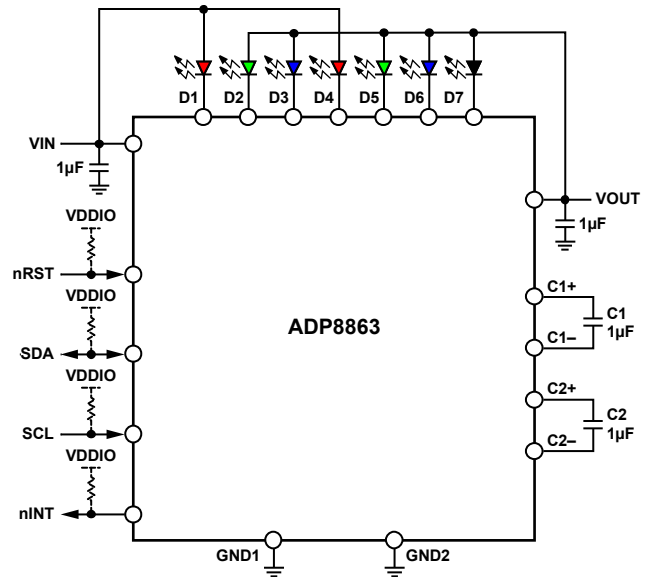 D1
D2
D3
D4
D5
D6
D7
VIN
1µF
VOUT
1µF
VDDIO
nRST
C1+
C1
1µF
C1–
ADP8863
VDDIO
SDA
VDDIO
C2+
C2
1µF
C2–
SCL
VDDIO
nINT
GND1
GND2